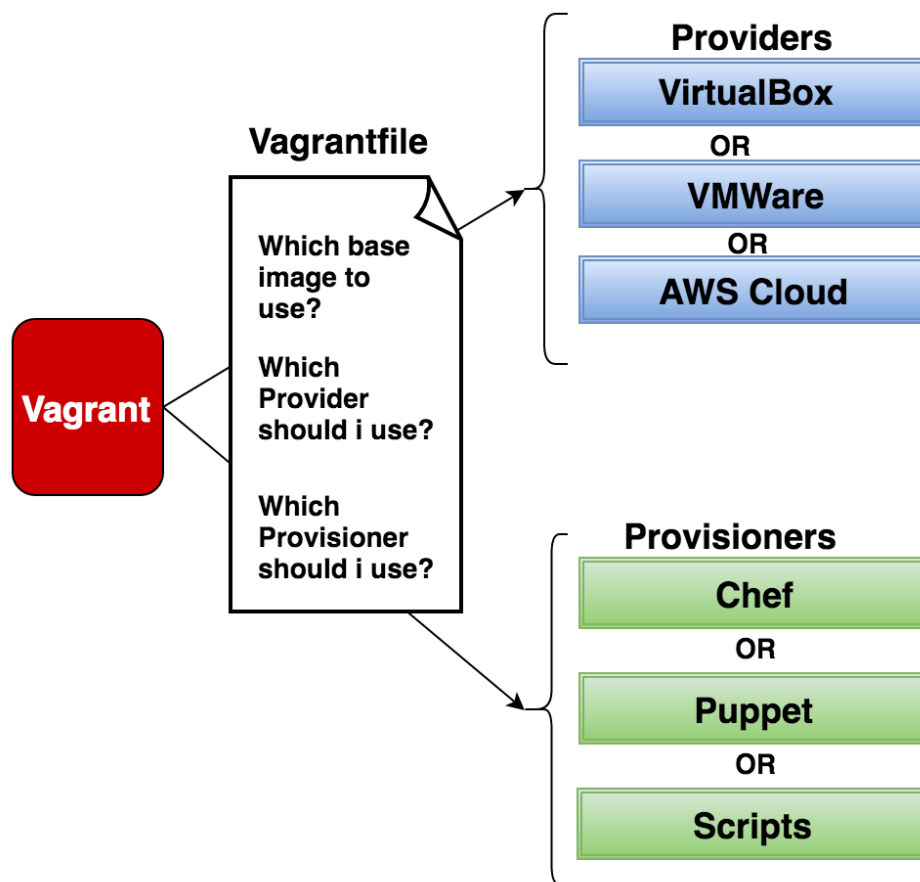 Vagrant
Vagrantfile
Which base
image to
use?
Which
Provider
should i use?
Which
Provisioner
should i use?
Providers
VirtualBox
OR
VMWare
OR
AWS Cloud
Provisioners
Chef
OR
Puppet
OR
Scripts